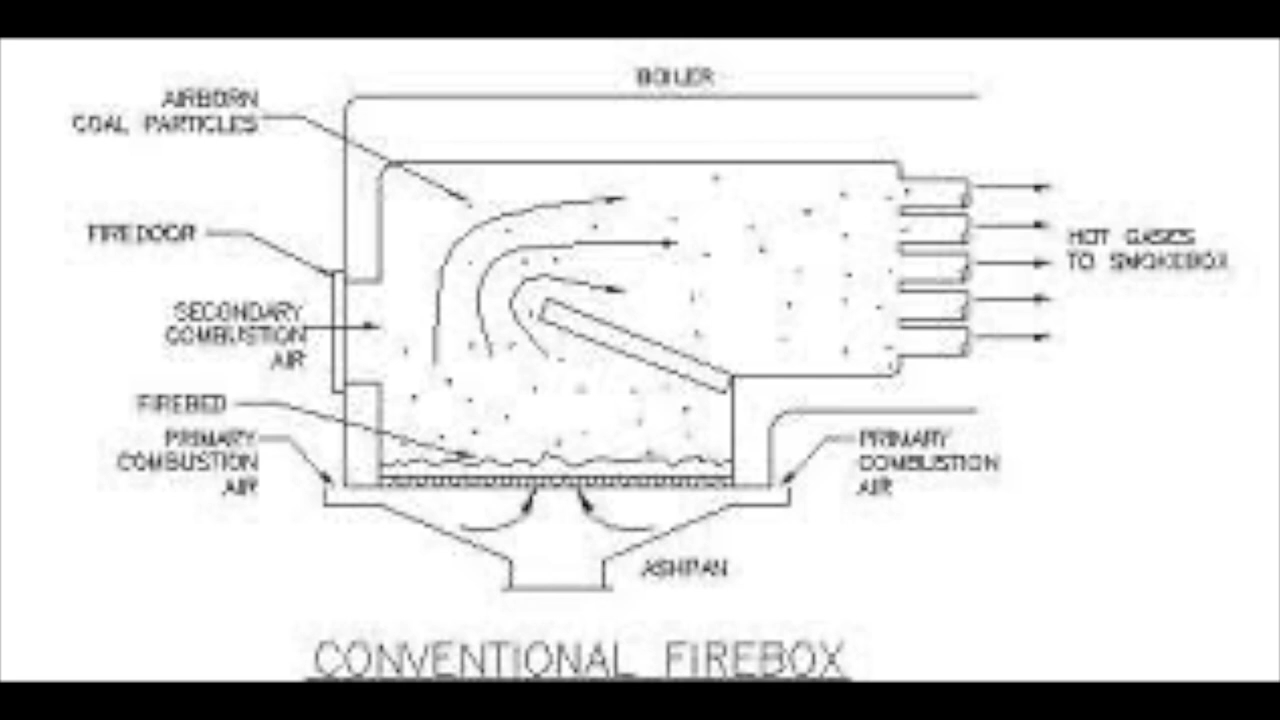 BOILER
AIRBORN
COAL PARTICLES
FIREDOOR
HOT GASES
TO SMOKEBOX
SECONDARY
COMBUSTION
AIR
FIREBED
PRIMARY
COMBUSTION
AIR
PRIMARY
COMBUSTION
AIR
ASHPAN
CONVENTIONAL FIREBOX